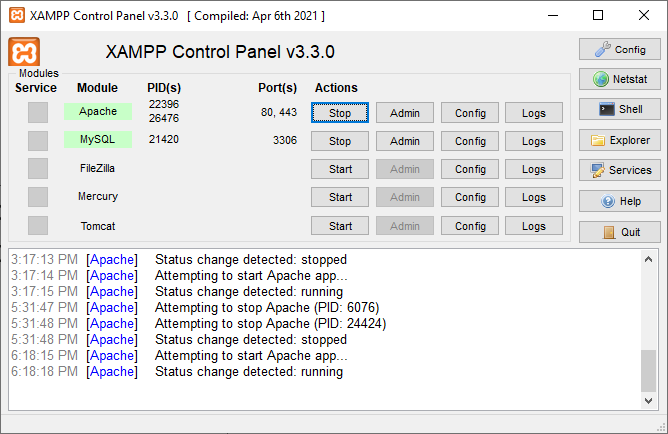 XAMPP Control Panel v3.3.0 [ Compiled: Apr 6th 2021 ]
XAMPP Control Panel v3.3.0
Config
Modules
Service Module PID(s) Port(s) Actions
Netstat
Apache 22396 26476 80, 443 Stop Admin Config Logs
Shell
MySQL 21420 3306 Stop Admin Config Logs
Explorer
FileZilla Start Admin Config Logs
Services
Mercury Start Admin Config Logs
Help
Tomcat Start Admin Config Logs
Quit
3:17:13 PM [Apache] Status change detected: stopped
3:17:14 PM [Apache] Attempting to start Apache app...
3:17:15 PM [Apache] Status change detected: running
5:31:47 PM [Apache] Attempting to stop Apache (PID: 6076)
5:31:48 PM [Apache] Attempting to stop Apache (PID: 24424)
5:31:48 PM [Apache] Status change detected: stopped
6:18:15 PM [Apache] Attempting to start Apache app...
6:18:18 PM [Apache] Status change detected: running